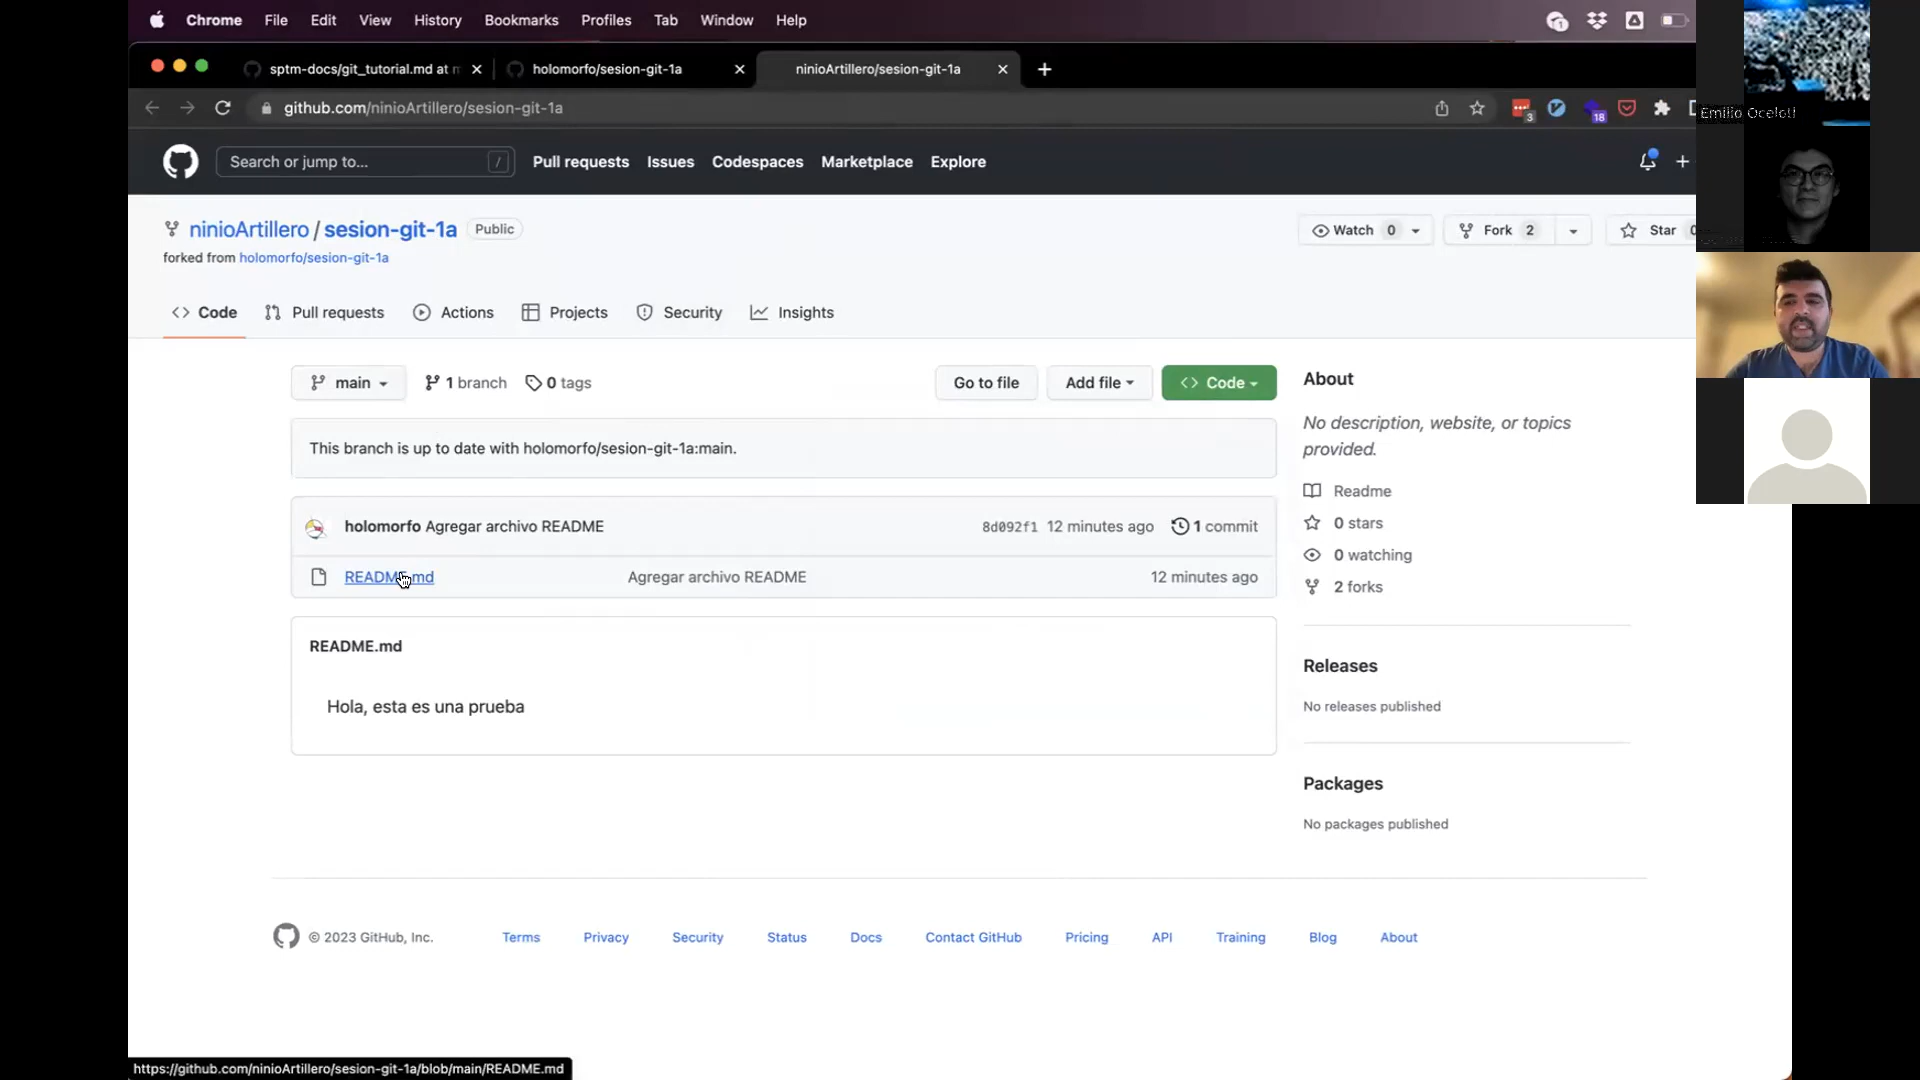 Chrome File Edit View History Bookmarks Profiles Tab Window Help
sptm-docs/git_tutorial.md at
holomorfo/sesion-git-1a
ninioArtillero/sesion-git-1a
github.com/ninioArtillero/sesion-git-1a
3
18
Emilio Ocelotl
Search or jump to... /
Pull requests Issues Codespaces Marketplace Explore
ninioArtillero / sesion-git-1a Public
Watch 0 Fork 2 Star
forked from holomorfo/sesion-git-1a
Code Pull requests Actions Projects Security Insights
main 1 branch 0 tags Go to file Add file Code
This branch is up to date with holomorfo/sesion-git-1a:main.
holomorfo Agregar archivo README 8d092f1 12 minutes ago 1 commit
README.md Agregar archivo README 12 minutes ago
README.md
Hola, esta es una prueba
About
No description, website, or topics
provided.
Readme
0 stars
0 watching
2 forks
Releases
No releases published
Packages
No packages published
© 2023 GitHub, Inc. Terms Privacy Security Status Docs Contact GitHub Pricing API Training Blog About
https://github.com/ninioArtillero/sesion-git-1a/blob/main/README.md